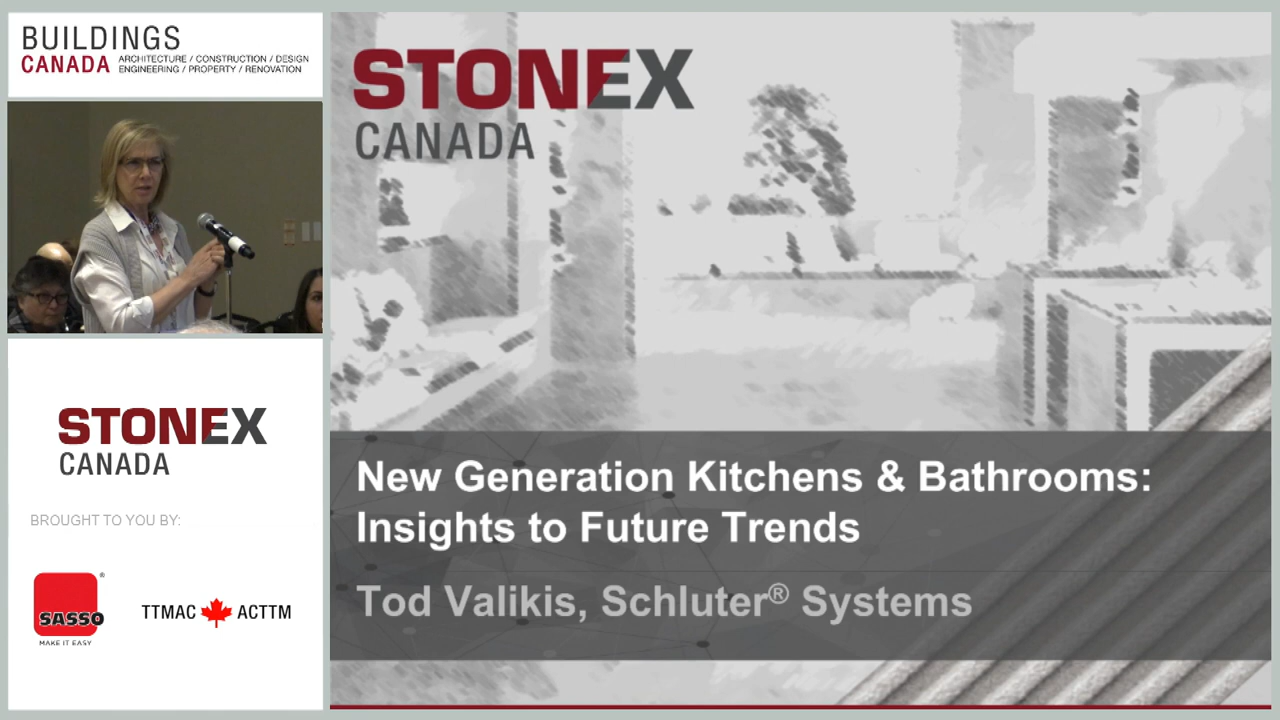 BUILDINGS
CANADA ARCHITECTURE / CONSTRUCTION / DESIGN
ENGINEERING / PROPERTY / RENOVATION
STONEX
CANADA
BROUGHT TO YOU BY:
SASSO®
MAKE IT EASY
TTMAC ACTTM
STONEX
CANADA
New Generation Kitchens & Bathrooms:
Insights to Future Trends
Tod Valikis, Schluter® Systems